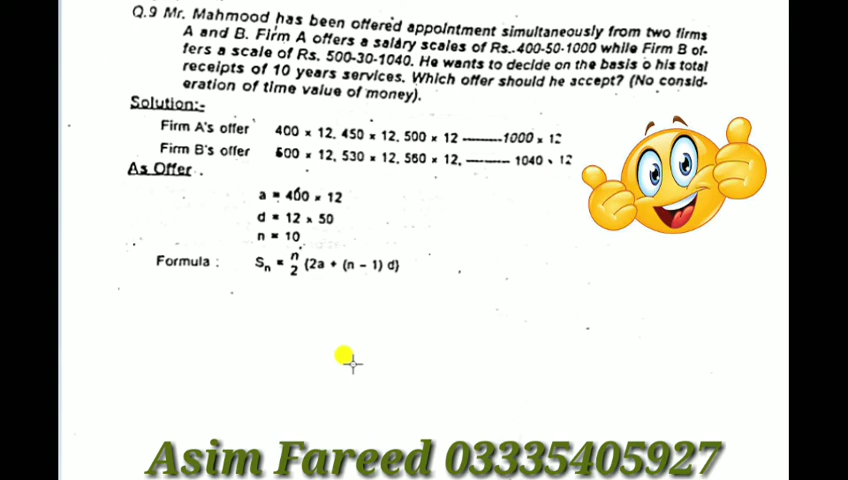 Q.9 Mr. Mahmood has been offered appointment simultaneously from two firms
A and B. Firm A offers a salary scales of Rs..400-50-1000 while Firm B of-
fers a scale of Rs. 500-30-1040. He wants to decide on the basis o his total
receipts of 10 years services. Which offer should he accept? (No consid-
eration of time value of money).
Solution:-
Firm A's offer 400 × 12, 450 × 12, 500 × 12 ---------1000 × 12
Firm B's offer 500 × 12, 530 × 12, 560 × 12, --------- 1040 × 12
As Offer .
a = 400 × 12
d = 12 × 50
n = 10
Formula : Sn = n/2 {2a + (n - 1) d}
Asim Fareed 03335405927